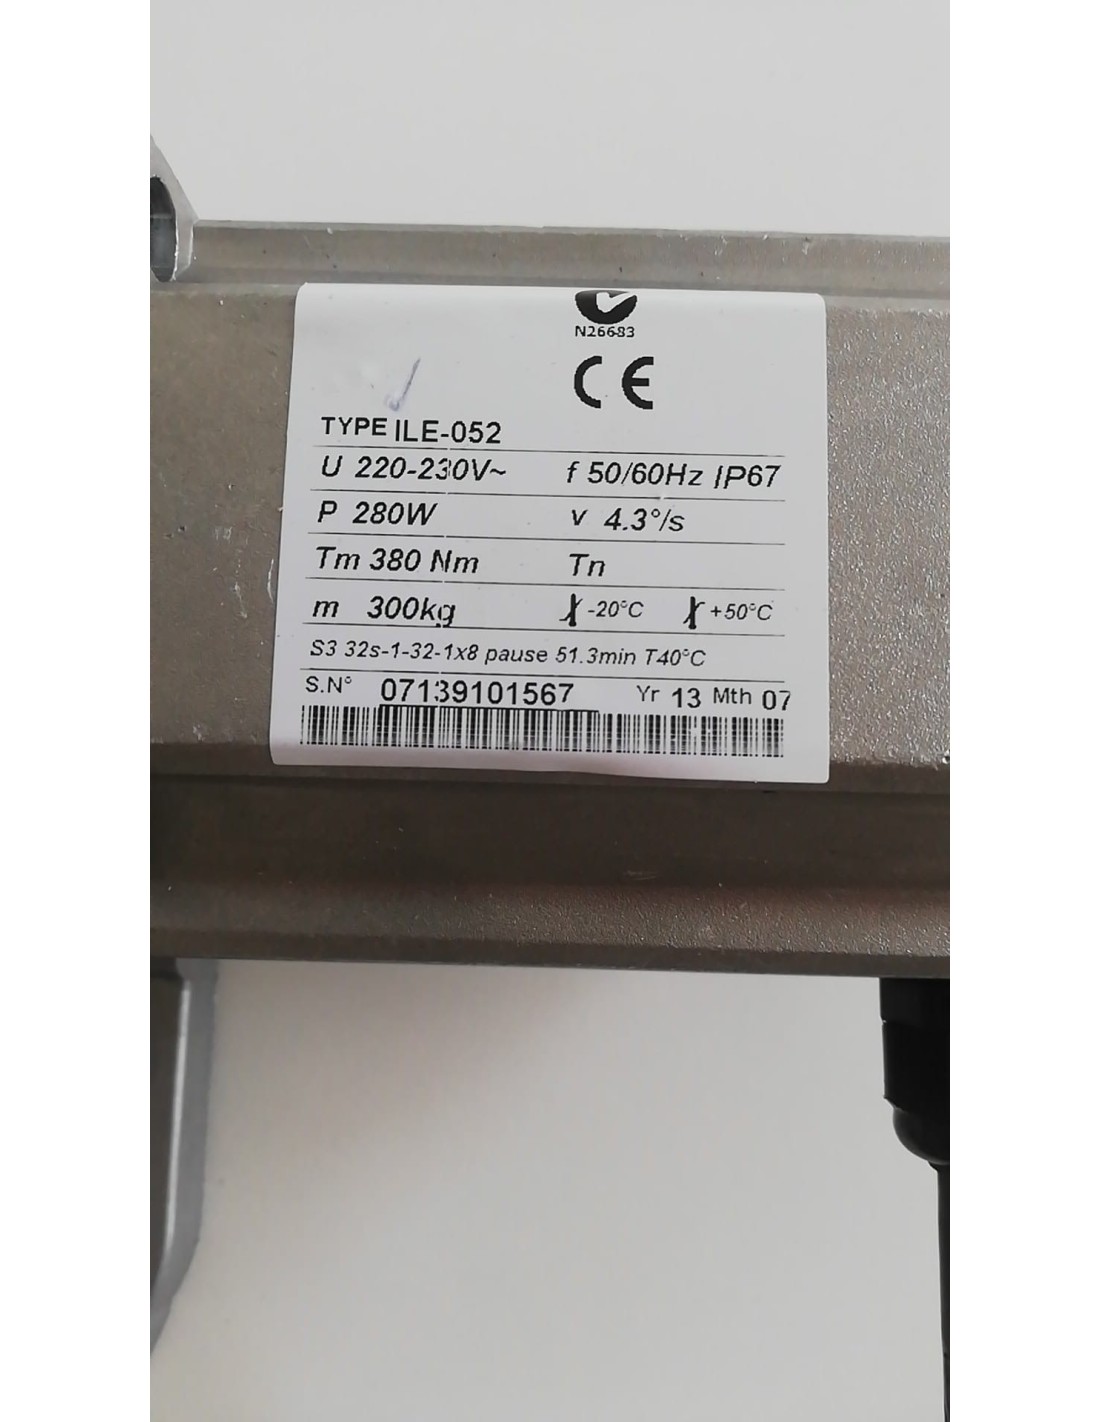 N26683
CE
TYPE ILE-052
U 220-230V~ f 50/60Hz IP67
P 280W v 4.3°/s
Tm 380 Nm Tn
m 300kg -20°C +50°C
S3 32s-1-32-1x8 pause 51.3min T40°C
S.N° 07139101567 Yr 13 Mth 07